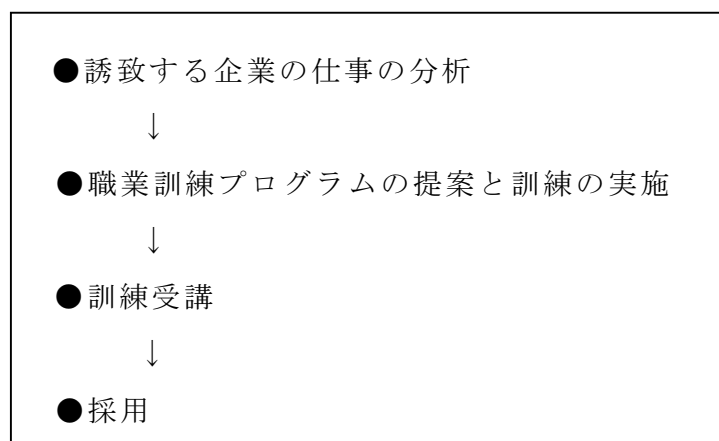 ●誘致する企業の仕事の分析
↓
●職業訓練プログラムの提案と訓練の実施
↓
●訓練受講
↓
●採用